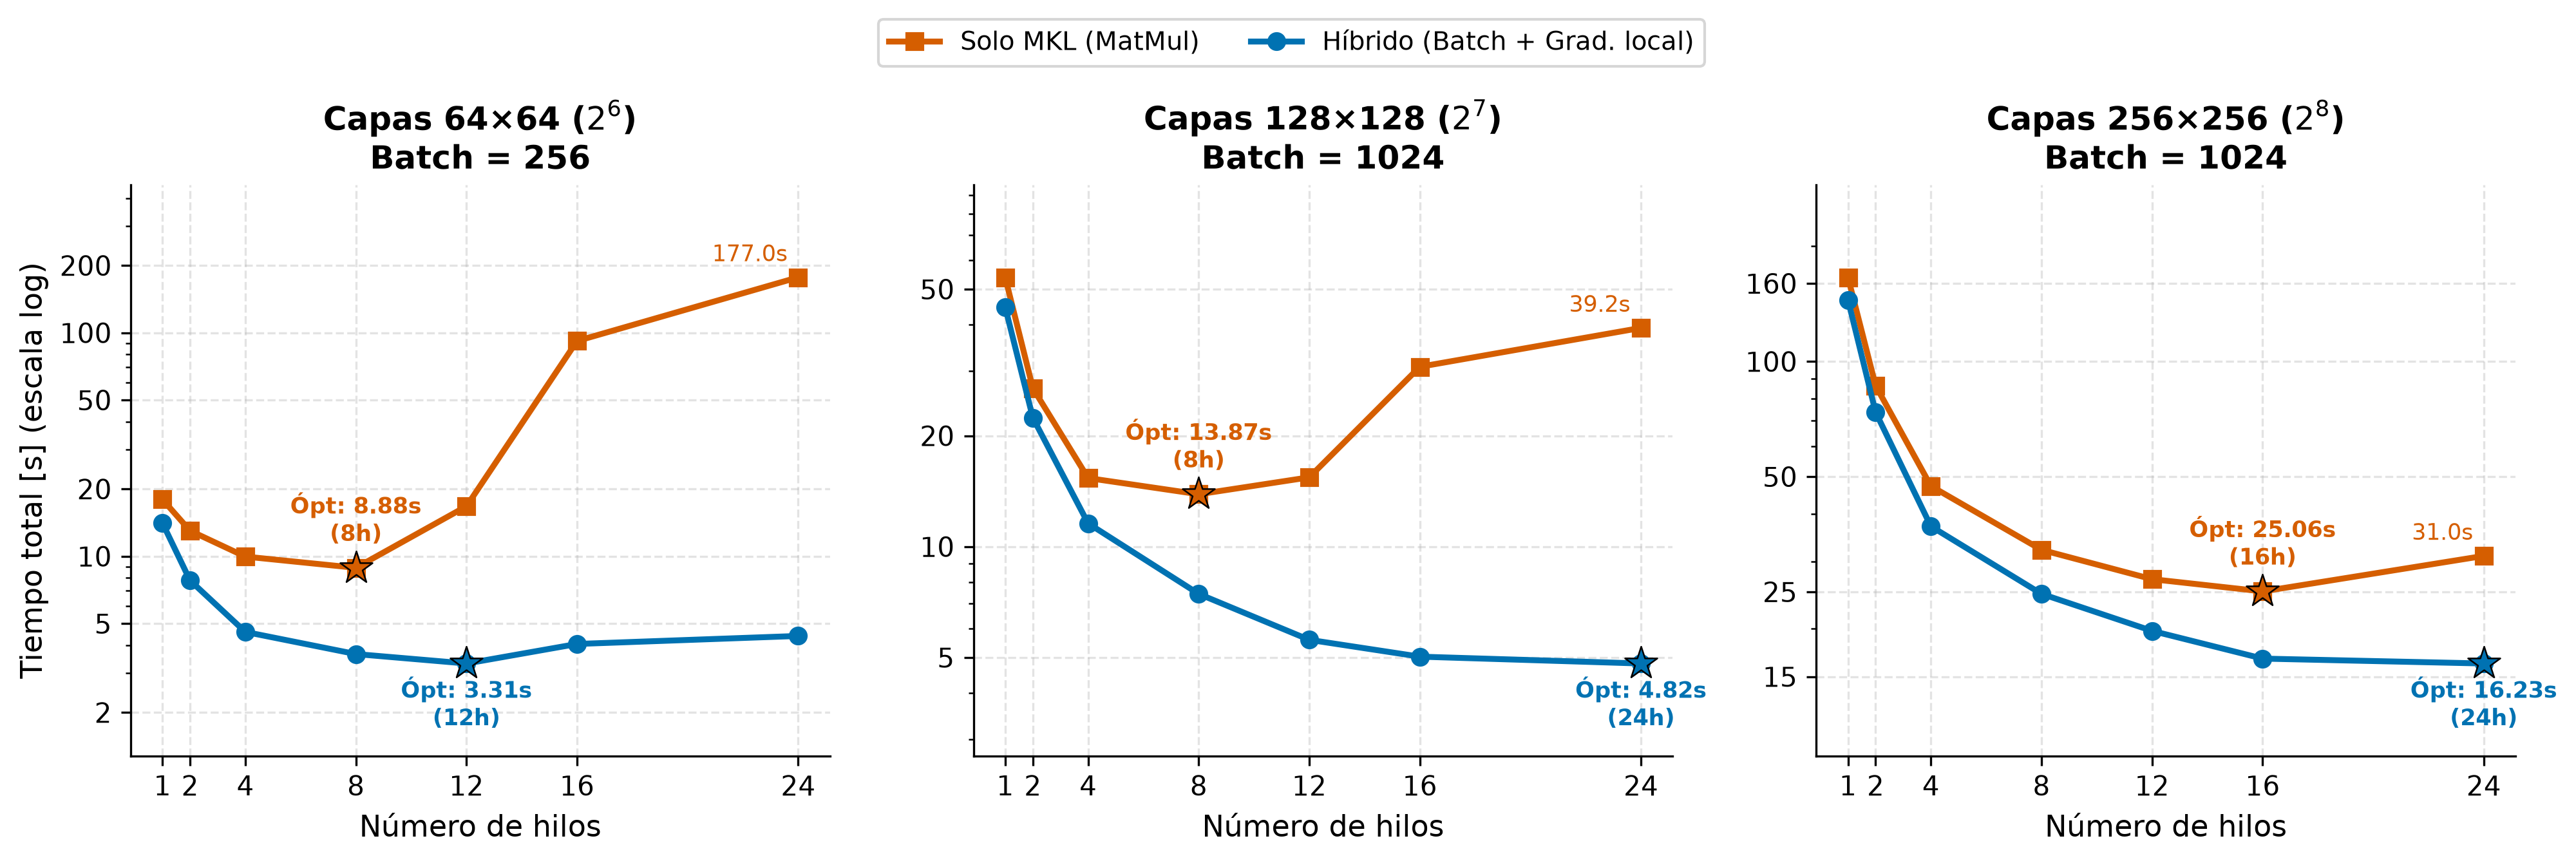 Solo MKL (MatMul)
Híbrido (Batch + Grad. local)
Capas 64×64 (2⁶)
Batch = 256
Tiempo total [s] (escala log)
200
100
50
20
10
5
2
177.0s
Ópt: 8.88s
(8h)
Ópt: 3.31s
(12h)
1 2 4 8 12 16 24
Número de hilos
Capas 128×128 (2⁷)
Batch = 1024
50
20
10
5
39.2s
Ópt: 13.87s
(8h)
Ópt: 4.82s
(24h)
1 2 4 8 12 16 24
Número de hilos
Capas 256×256 (2⁸)
Batch = 1024
160
100
50
25
15
Ópt: 25.06s
(16h)
31.0s
Ópt: 16.23s
(24h)
1 2 4 8 12 16 24
Número de hilos